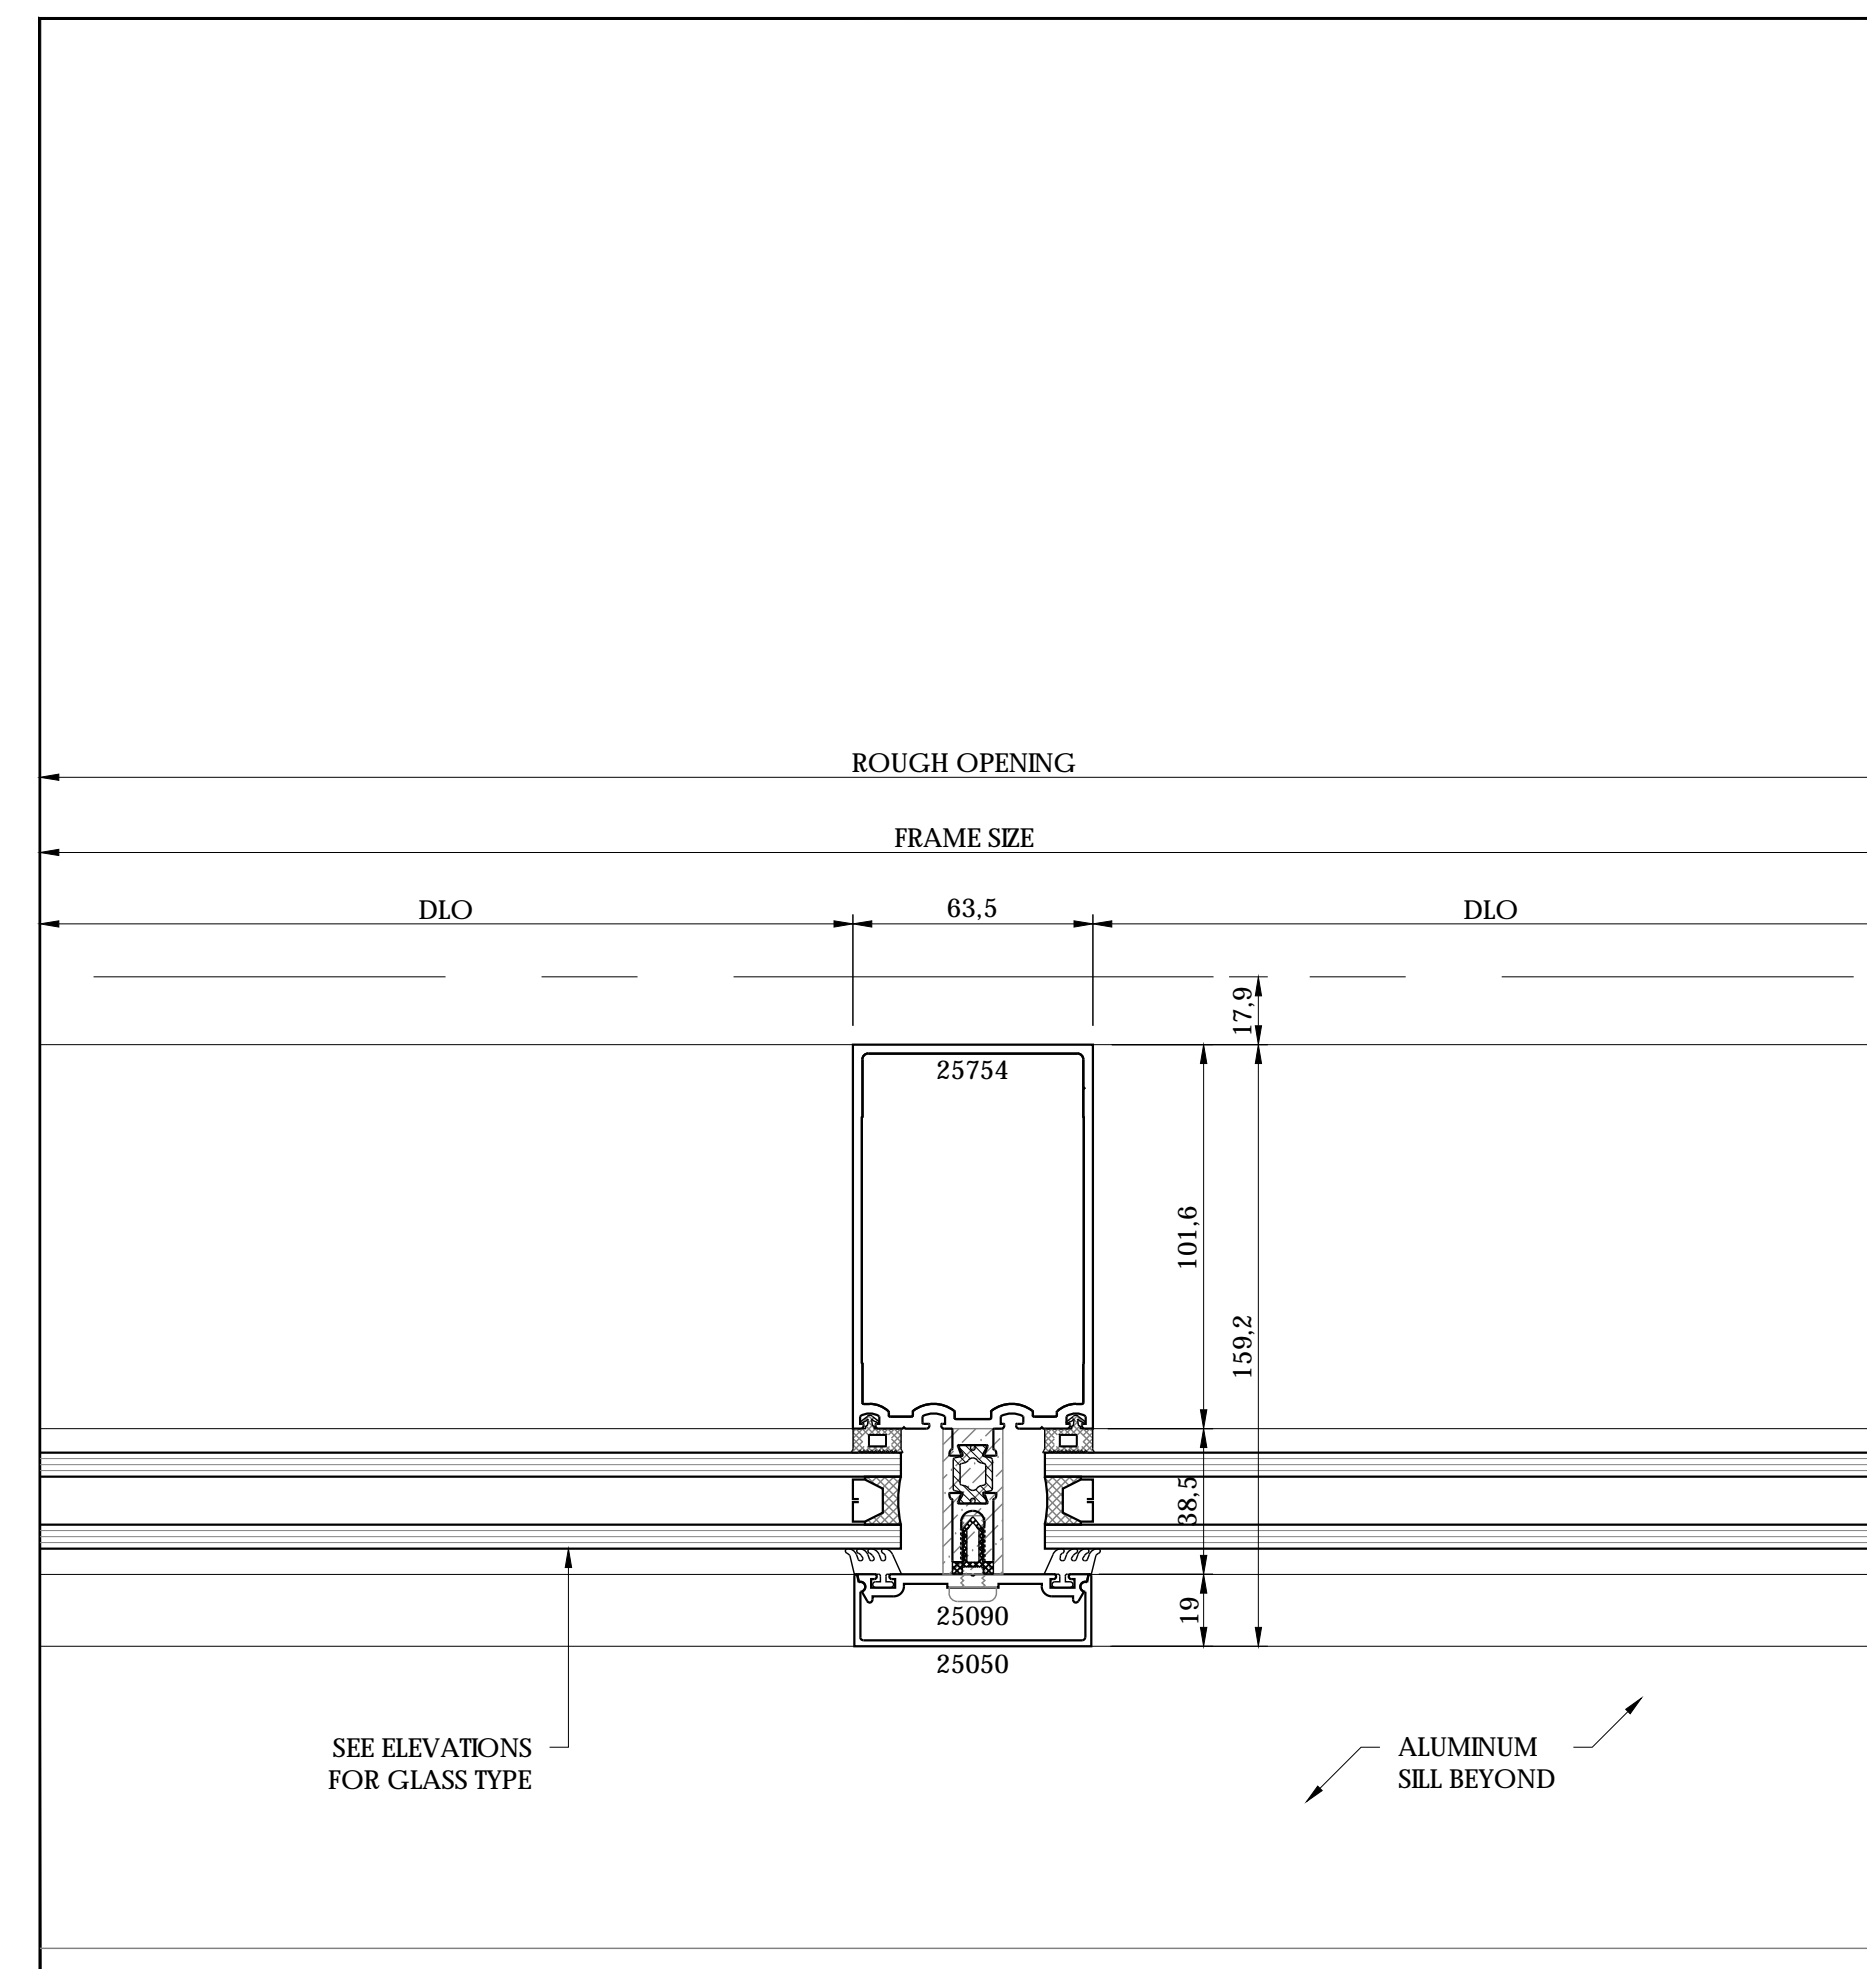 ROUGH OPENING
FRAME SIZE
DLO
63,5
DLO
17,9
25754
101,6
159,2
38,5
19
25090
25050
SEE ELEVATIONS
FOR GLASS TYPE
ALUMINUM
SILL BEYOND